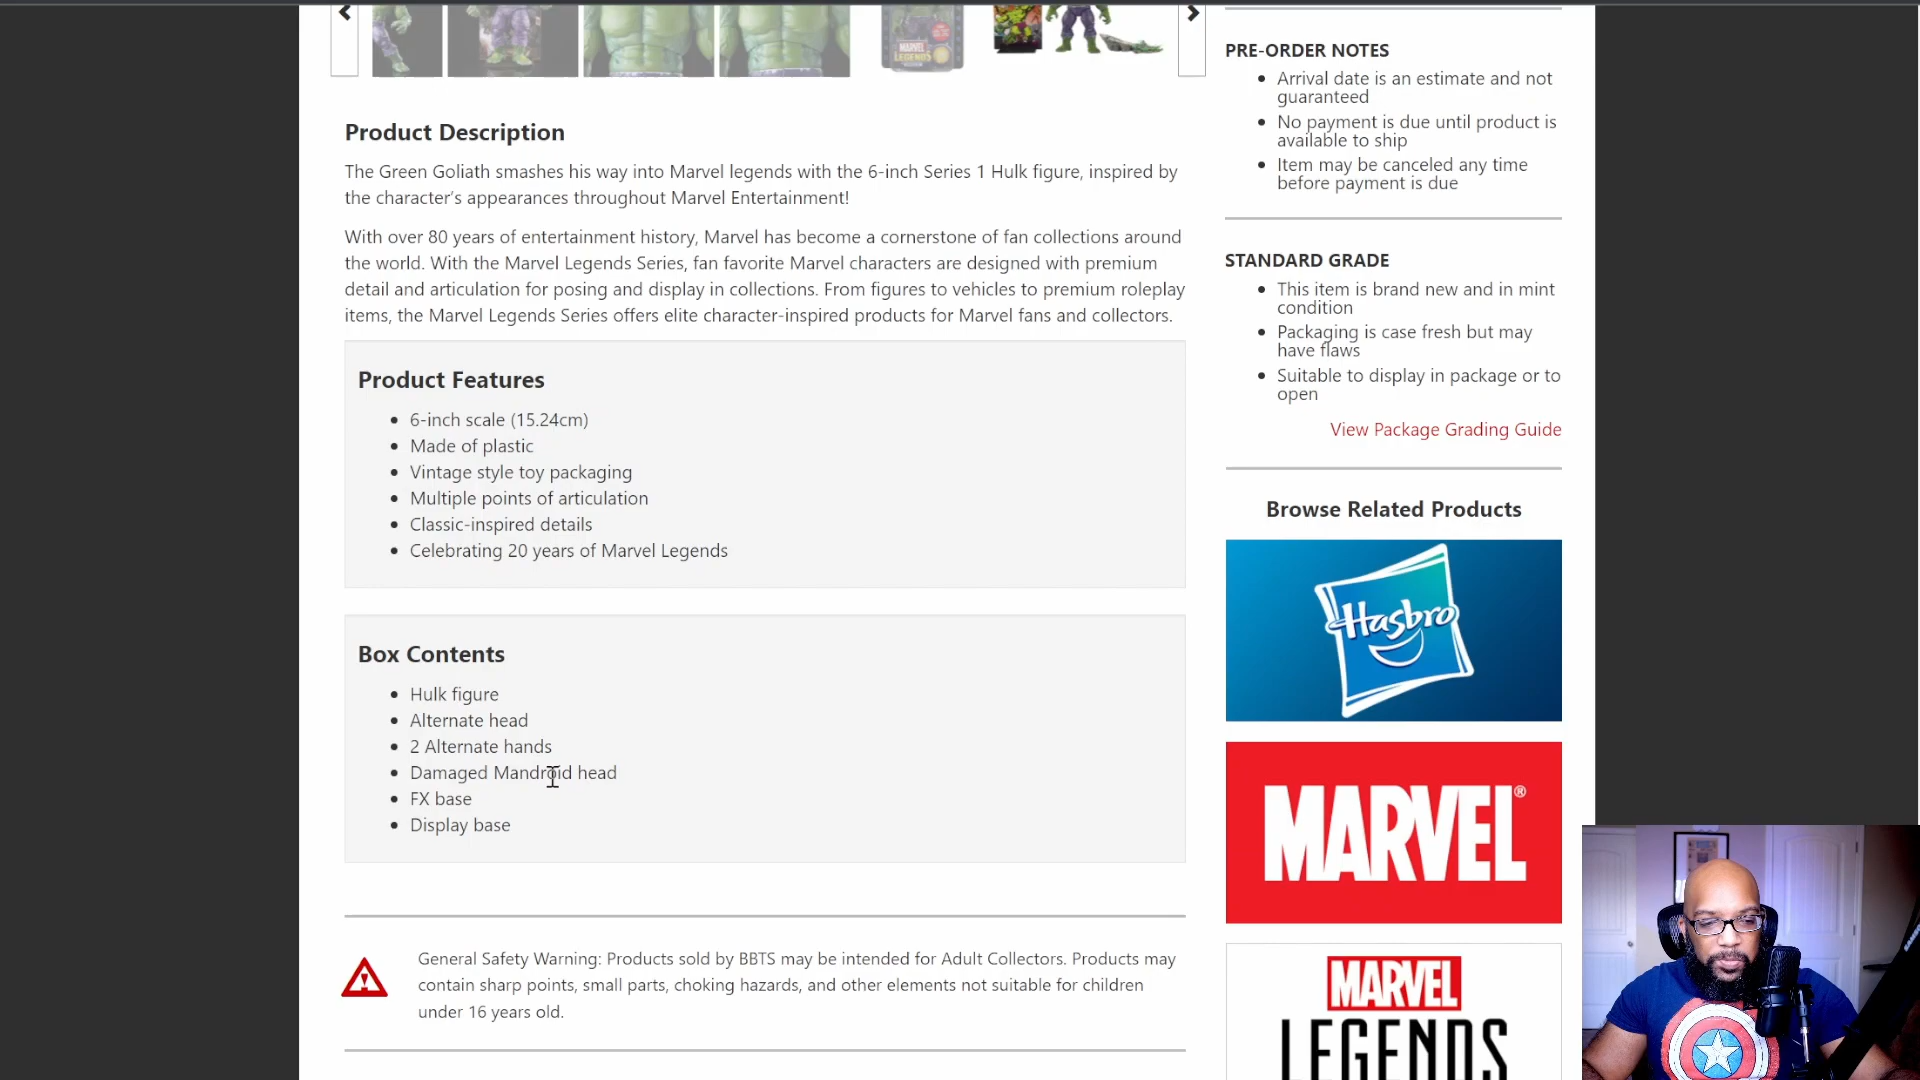 MARVEL
LEGENDS
Product Description
The Green Goliath smashes his way into Marvel legends with the 6-inch Series 1 Hulk figure, inspired by
the character’s appearances throughout Marvel Entertainment!
With over 80 years of entertainment history, Marvel has become a cornerstone of fan collections around
the world. With the Marvel Legends Series, fan favorite Marvel characters are designed with premium
detail and articulation for posing and display in collections. From figures to vehicles to premium roleplay
items, the Marvel Legends Series offers elite character-inspired products for Marvel fans and collectors.
Product Features
6-inch scale (15.24cm)
Made of plastic
Vintage style toy packaging
Multiple points of articulation
Classic-inspired details
Celebrating 20 years of Marvel Legends
Box Contents
Hulk figure
Alternate head
2 Alternate hands
Damaged Mandroid head
FX base
Display base
General Safety Warning: Products sold by BBTS may be intended for Adult Collectors. Products may
contain sharp points, small parts, choking hazards, and other elements not suitable for children
under 16 years old.
PRE-ORDER NOTES
Arrival date is an estimate and not
guaranteed
No payment is due until product is
available to ship
Item may be canceled any time
before payment is due
STANDARD GRADE
This item is brand new and in mint
condition
Packaging is case fresh but may
have flaws
Suitable to display in package or to
open
View Package Grading Guide
Browse Related Products
Hasbro
MARVEL®
MARVEL
LEGENDS